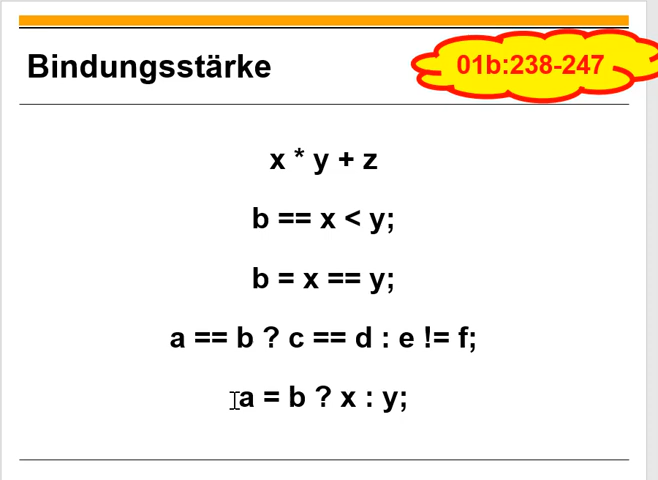 Bindungsstärke
01b:238-247
x * y + z
b == x < y;
b = x == y;
a == b ? c == d : e != f;
a = b ? x : y;